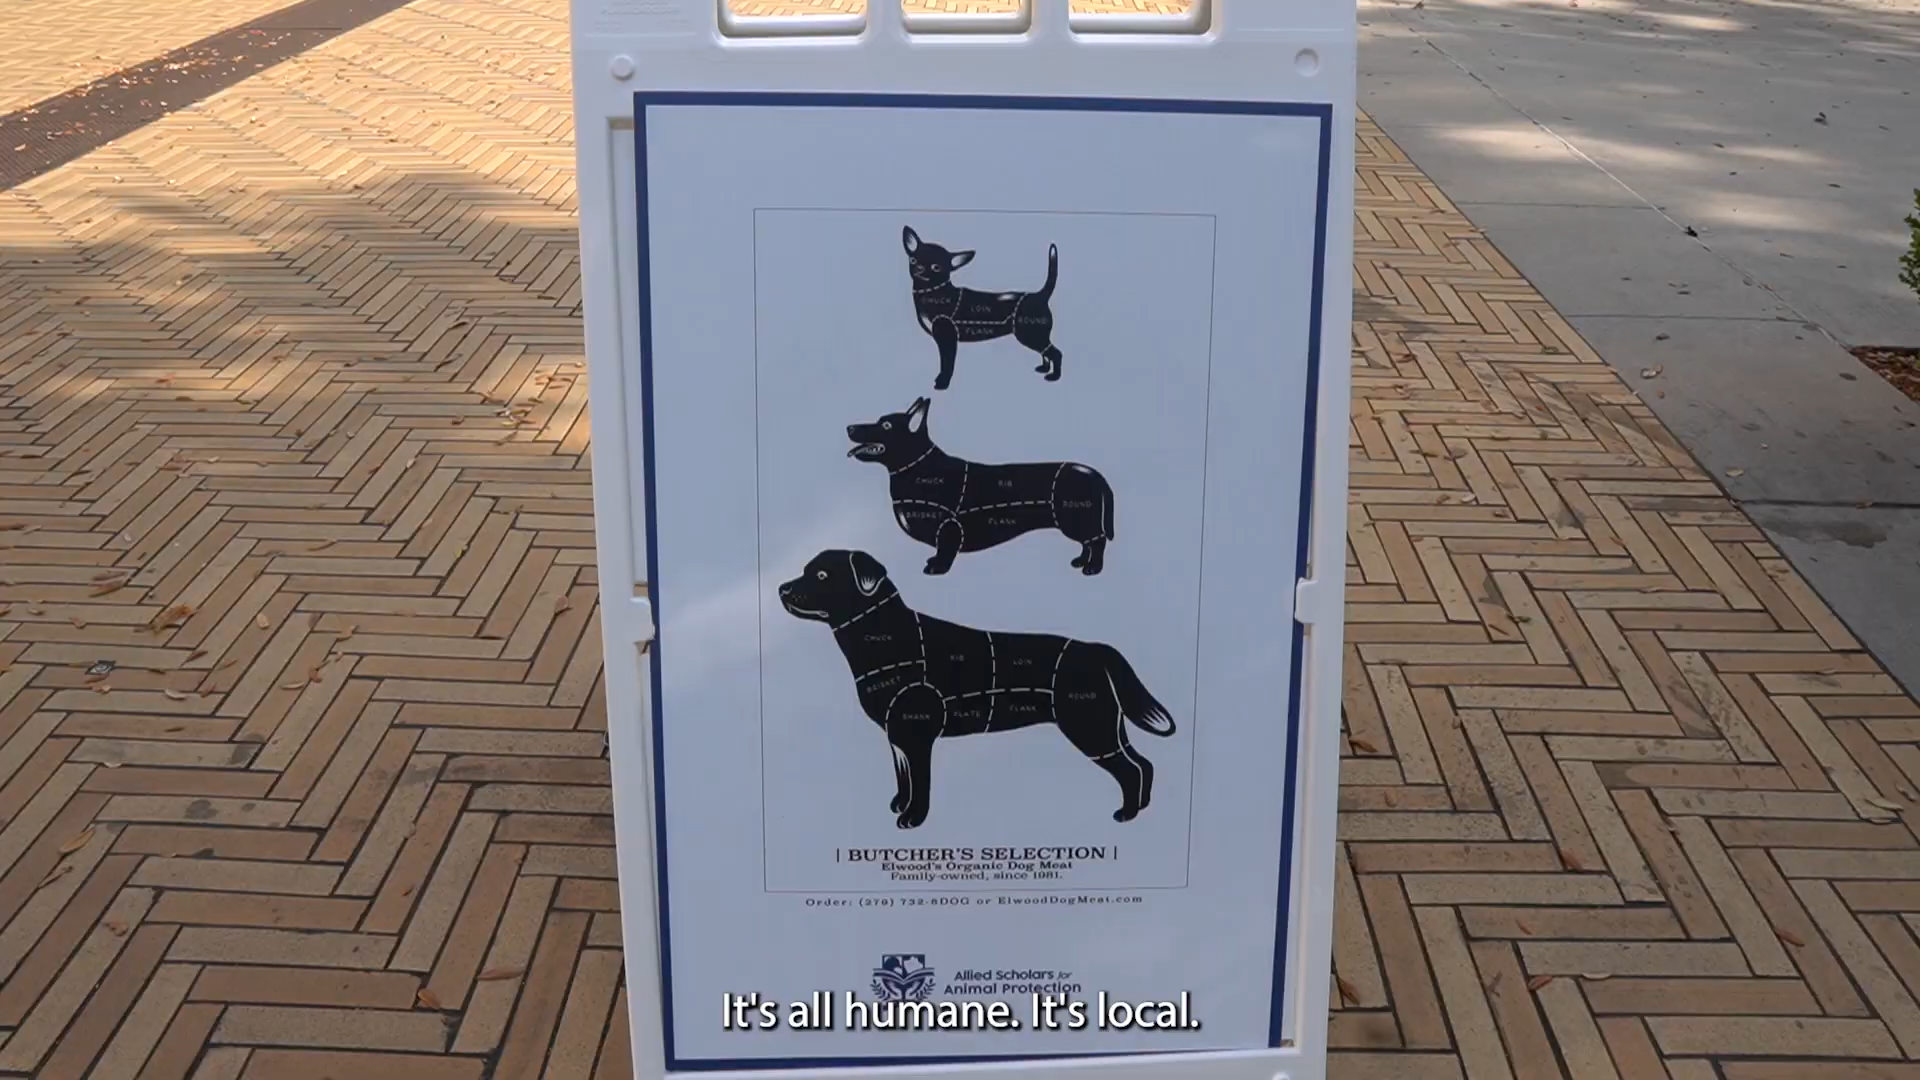 CHUCK
LOIN
FLANK
ROUND
CHUCK
RIB
ROUND
BRISKET
FLANK
CHUCK
RIB
LOIN
BRISKET
ROUND
SHANK
PLATE
FLANK
| BUTCHER'S SELECTION |
Elwood's Organic Dog Meat
Family-owned, since 1981.
Order: (279) 732-8DOG or ElwoodDogMeat.com
Allied Scholars for
Animal Protection
It's all humane. It's local.